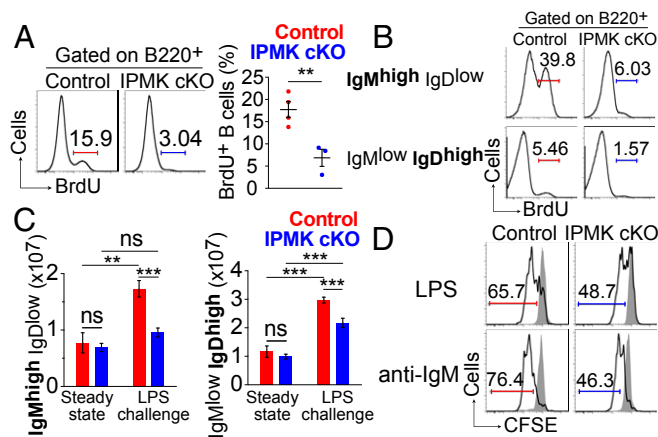 A
Gated on B220+
Control IPMK cKO
15.9
3.04
Cells
BrdU
Control
IPMK cKO
**
BrdU+ B cells (%)
25
20
15
10
5
0
B
Gated on B220+
Control IPMK cKO
IgMhigh IgDlow
39.8
6.03
IgMlow IgDhigh
5.46
1.57
Cells
BrdU
C
Control
IPMK cKO
ns
**
***
ns
IgMhigh IgDlow (x107)
2
1
0
Steady state
LPS challenge
***
***
***
ns
IgMlow IgDhigh (x107)
4
3
2
1
0
Steady state
LPS challenge
D
Control IPMK cKO
LPS
65.7
48.7
anti-IgM
76.4
46.3
Cells
CFSE